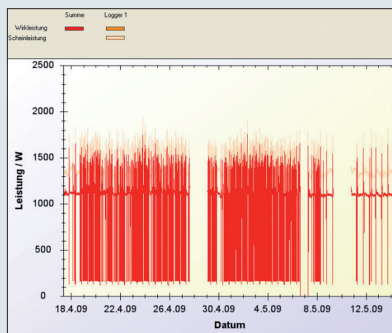 Summe Logger 1
Wirkleistung
Scheinleistung
2500
2000
1500
1000
500
0
Leistung / W
18.4.09 22.4.09 26.4.09 30.4.09 4.5.09 8.5.09 12.5.09
Datum